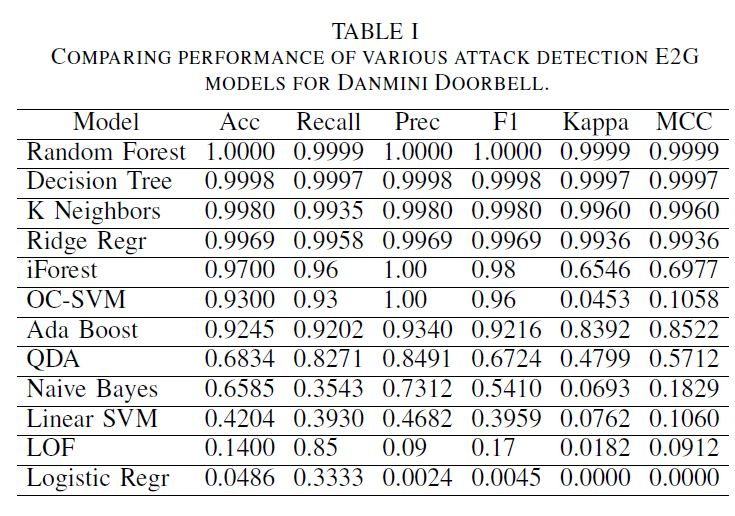 TABLE I
COMPARING PERFORMANCE OF VARIOUS ATTACK DETECTION E2G
MODELS FOR DANMINI DOORBELL.
Model Acc Recall Prec F1 Kappa MCC
Random Forest 1.0000 0.9999 1.0000 1.0000 0.9999 0.9999
Decision Tree 0.9998 0.9997 0.9998 0.9998 0.9997 0.9997
K Neighbors 0.9980 0.9935 0.9980 0.9980 0.9960 0.9960
Ridge Regr 0.9969 0.9958 0.9969 0.9969 0.9936 0.9936
iForest 0.9700 0.96 1.00 0.98 0.6546 0.6977
OC-SVM 0.9300 0.93 1.00 0.96 0.0453 0.1058
Ada Boost 0.9245 0.9202 0.9340 0.9216 0.8392 0.8522
QDA 0.6834 0.8271 0.8491 0.6724 0.4799 0.5712
Naive Bayes 0.6585 0.3543 0.7312 0.5410 0.0693 0.1829
Linear SVM 0.4204 0.3930 0.4682 0.3959 0.0762 0.1060
LOF 0.1400 0.85 0.09 0.17 0.0182 0.0912
Logistic Regr 0.0486 0.3333 0.0024 0.0045 0.0000 0.0000